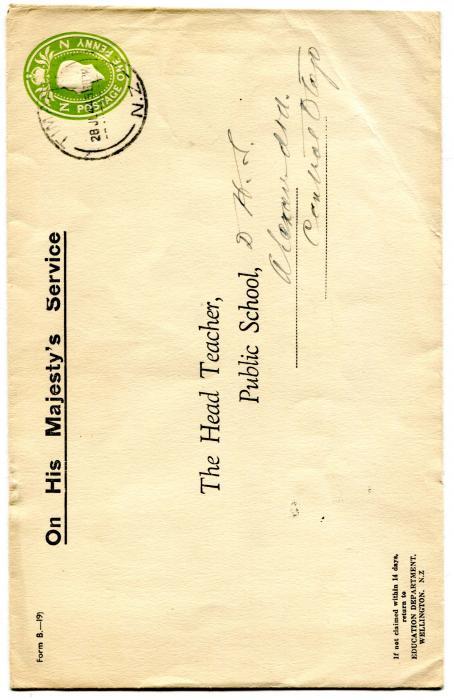 Form B.—19)
On His Majesty's Service
N Z
POSTAGE ONE PENNY
TIM
28 J
N.Z.
The Head Teacher,
Public School, D H S
Alexandra
Central Otago
If not claimed within 14 days,
return to
EDUCATION DEPARTMENT,
WELLINGTON, N.Z